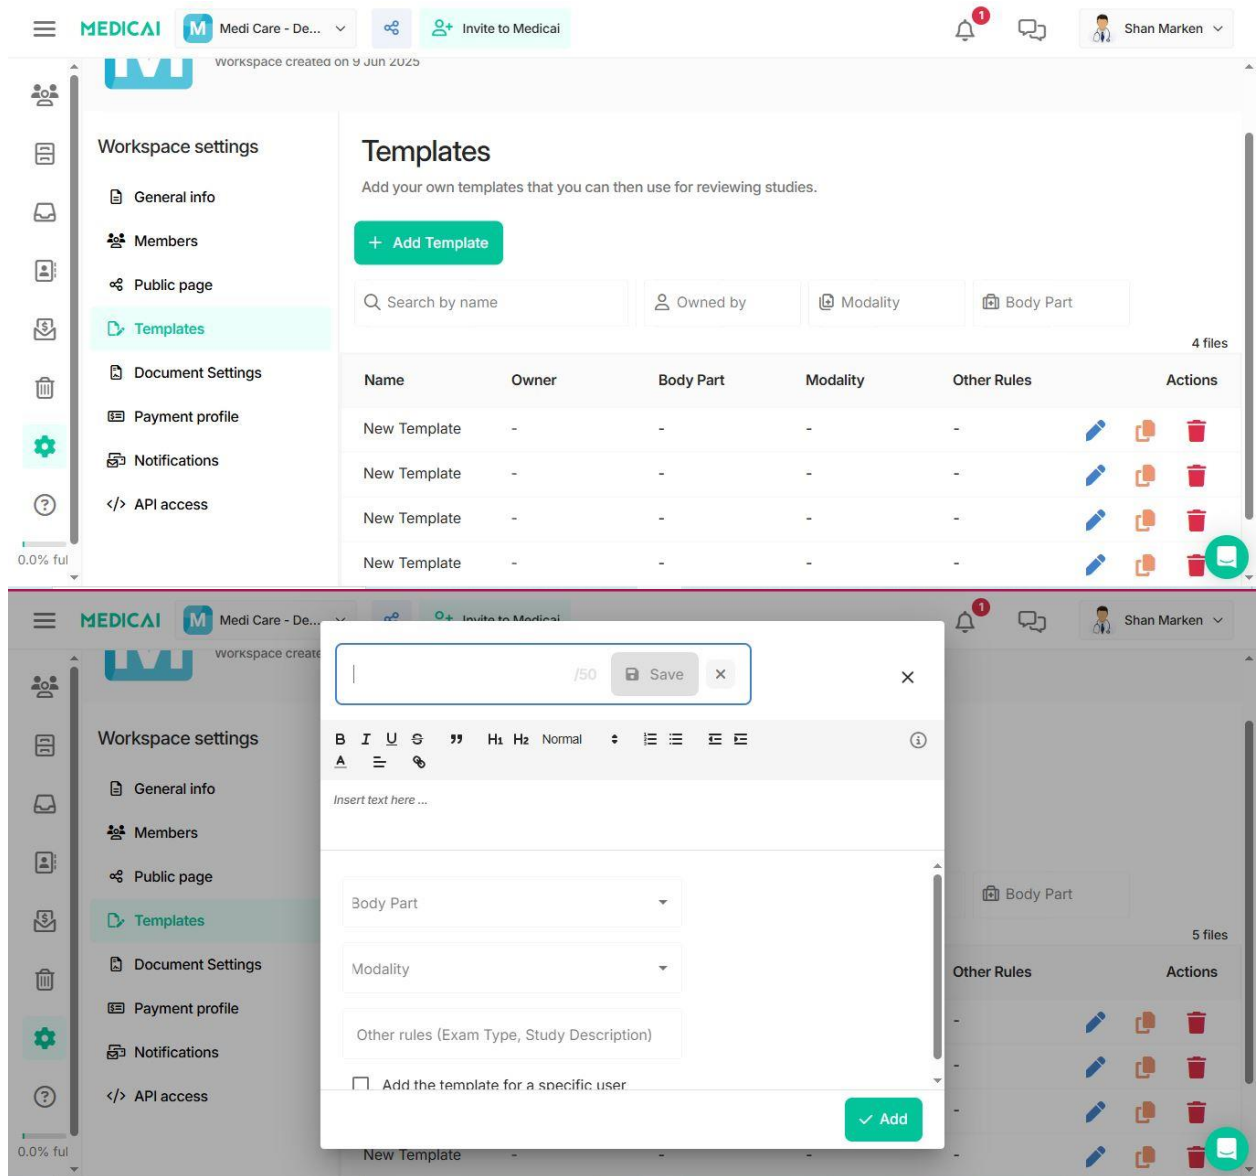 MEDICAI M Medi Care - De... Invite to Medicai 1 Shan Marken
Workspace created on 9 Jun 2025
Workspace settings
General info
Members
Public page
Templates
Document Settings
Payment profile
Notifications
API access
0.0% ful
Templates
Add your own templates that you can then use for reviewing studies.
+ Add Template
Search by name Owned by Modality Body Part
4 files
Name Owner Body Part Modality Other Rules Actions
New Template - - - -
New Template - - - -
New Template - - - -
New Template - - - -
MEDICAI M Medi Care - De... Invite to Medicai 1 Shan Marken
Workspace create
Workspace settings
General info
Members
Public page
Templates
Document Settings
Payment profile
Notifications
API access
0.0% ful
/50 Save
B I U S H1 H2 Normal
A
Insert text here ...
Body Part
Modality
Other rules (Exam Type, Study Description)
Add the template for a specific user
Add
Body Part
5 files
Other Rules Actions
-
-
-
New Template - - - -